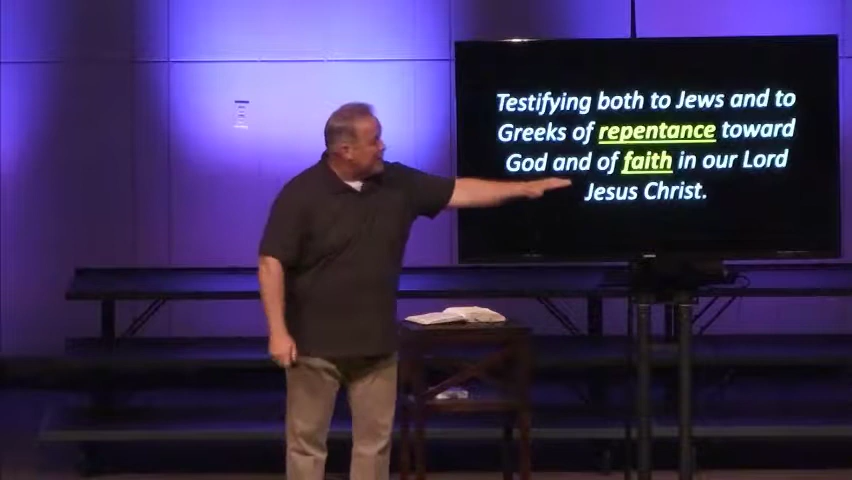 Testifying both to Jews and to
Greeks of repentance toward
God and of faith in our Lord
Jesus Christ.